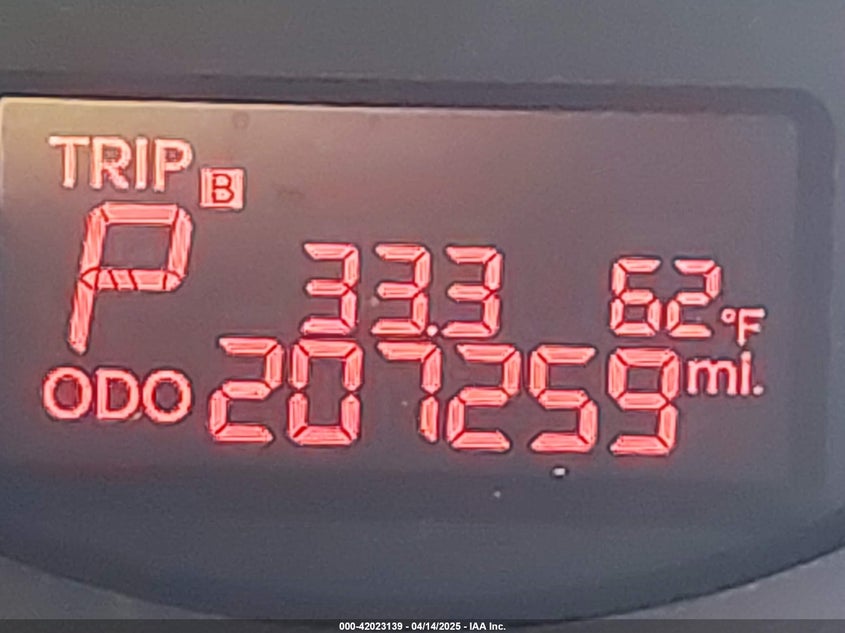 TRIP B
P 33.3 62°F
ODO 207259 mi.
000-42023139 - 04/14/2025 - IAA Inc.